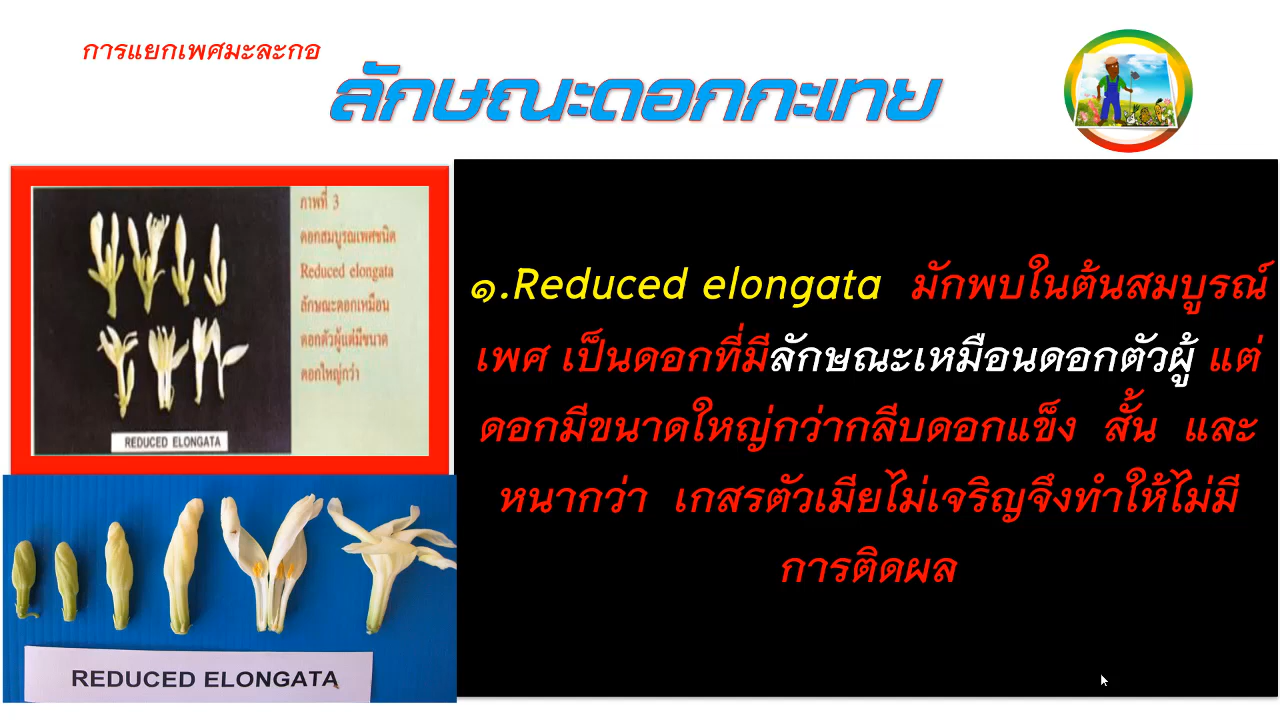 การแยกเพศมะละกอ
ลักษณะดอกกะเทย
ภาพที่ 3
ดอกสมบูรณเพศชนิด
Reduced elongata
ลักษณะดอกเหมือน
ดอกตัวผู้แต่มีขนาด
ดอกใหญ่กว่า
REDUCED ELONGATA
REDUCED ELONGATA
๑.Reduced elongata มักพบในต้นสมบูรณ์
เพศ เป็นดอกที่มีลักษณะเหมือนดอกตัวผู้ แต่
ดอกมีขนาดใหญ่กว่ากลีบดอกแข็ง สั้น และ
หนากว่า เกสรตัวเมียไม่เจริญจึงทำให้ไม่มี
การติดผล